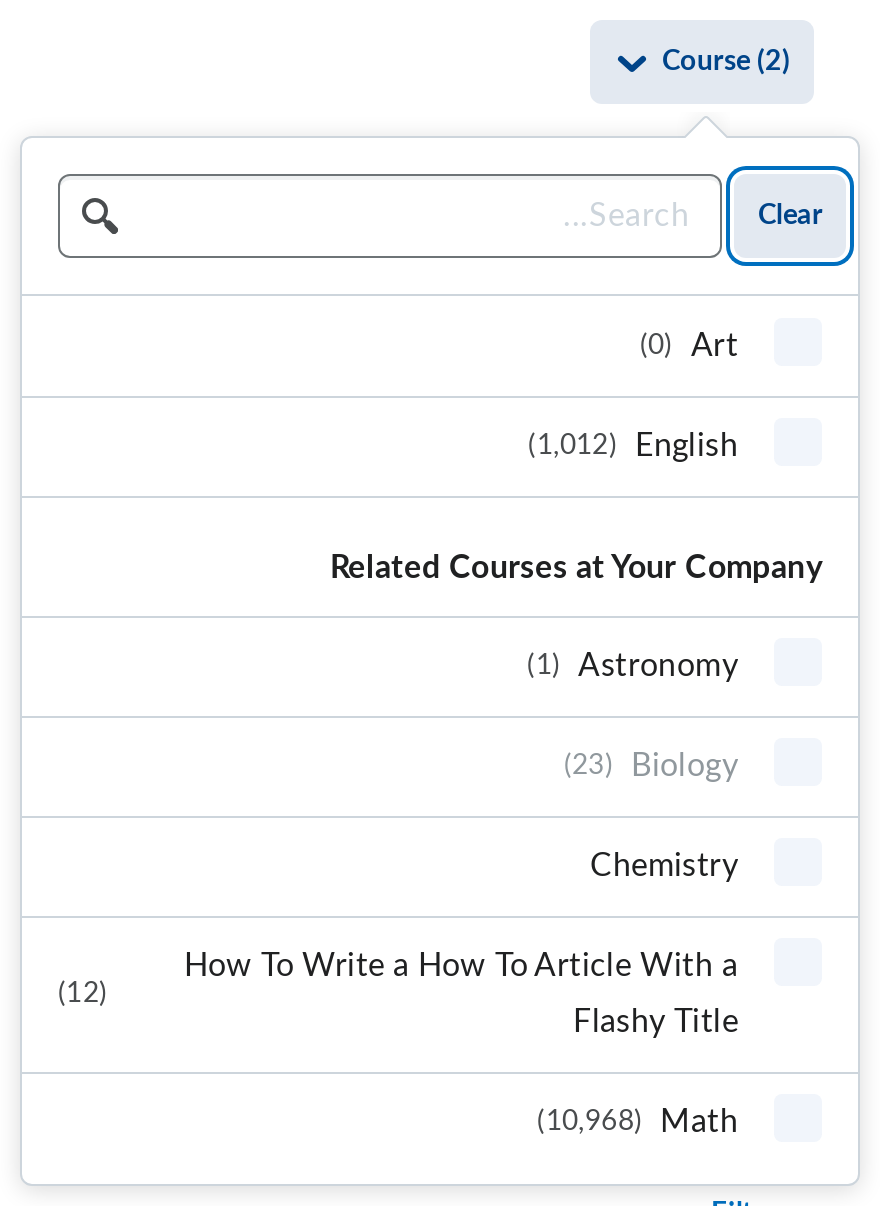 Course (2)
...Search
Clear
Art (0)
English (1,012)
Related Courses at Your Company
Astronomy (1)
Biology (23)
Chemistry
How To Write a How To Article With a
Flashy Title
(12)
Math (10,968)